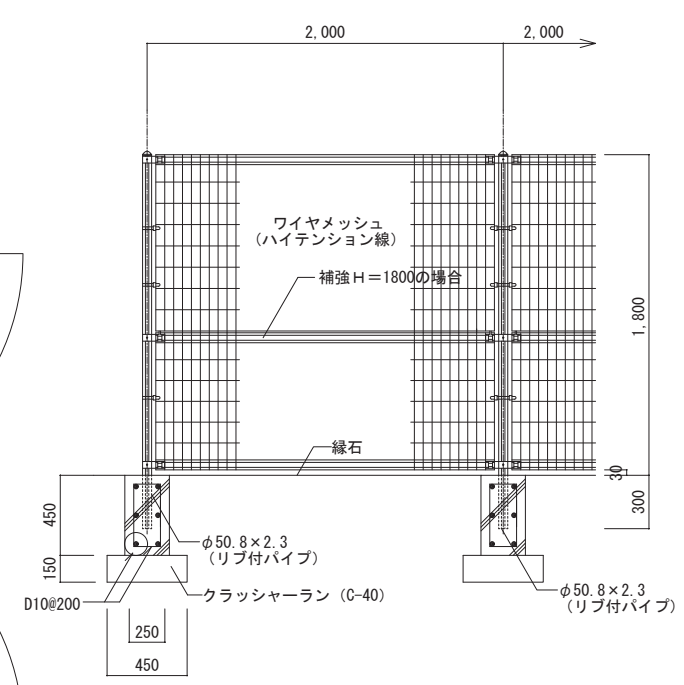 2,000
2,000
ワイヤメッシュ
（ハイテンション線）
補強Ｈ＝1800の場合
1,800
縁石
30
450
300
φ50.8×2.3
（リブ付パイプ）
φ50.8×2.3
（リブ付パイプ）
150
D10@200
クラッシャーラン（C-40）
250
450